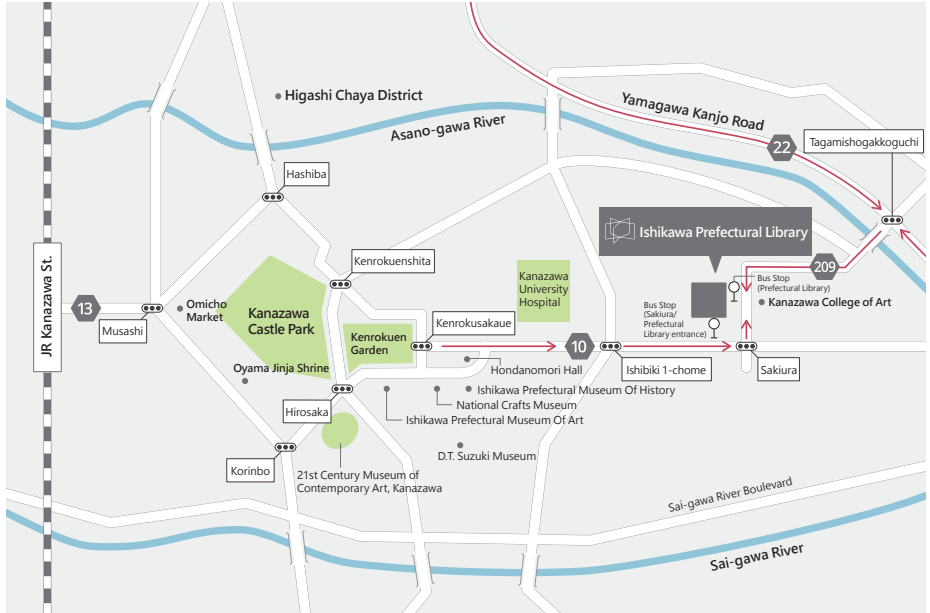 Higashi Chaya District
Asano-gawa River
Yamagawa Kanjo Road
22
Tagamishogakkoguchi
Hashiba
Ishikawa Prefectural Library
209
Kenrokuenshita
Kanazawa
University
Hospital
Bus Stop
(Prefectural Library)
Kanazawa College of Art
Bus Stop
(Sakiura/
Prefectural
Library entrance)
JR Kanazawa St.
13
Musashi
Omicho
Market
Kanazawa
Castle Park
Kenrokuen
Garden
Kenrokusakaue
10
Ishibiki 1-chome
Sakiura
Oyama Jinja Shrine
Hondanomori Hall
Ishikawa Prefectural Museum Of History
National Crafts Museum
Ishikawa Prefectural Museum Of Art
Hirosaka
Korinbo
D.T. Suzuki Museum
21st Century Museum of
Contemporary Art, Kanazawa
Sai-gawa River Boulevard
Sai-gawa River